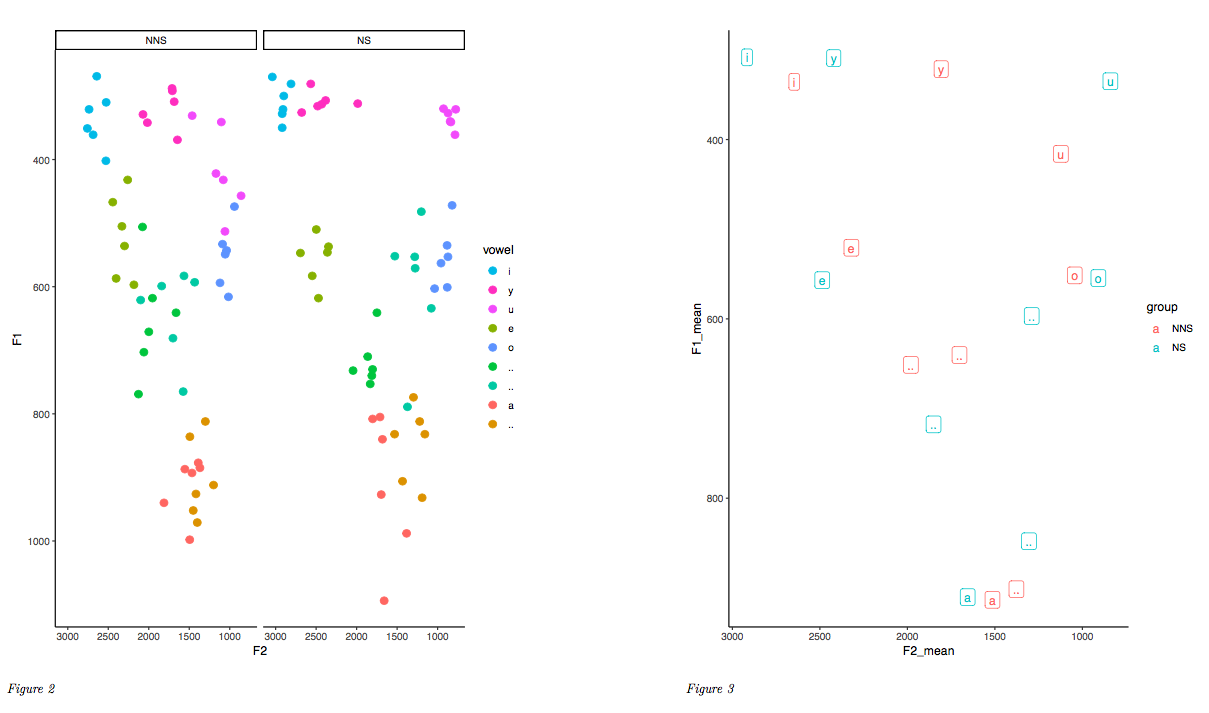 NNS NS
400
600
800
1000
3000 2500 2000 1500 1000 3000 2500 2000 1500 1000
F2
F1
vowel
i
y
u
e
o
..
..
a
..
Figure 2
i y y
i u
u
e
e o o
..
.. ..
..
..
a a ..
400
600
800
3000 2500 2000 1500 1000
F2_mean
F1_mean
group
a NNS
a NS
Figure 3